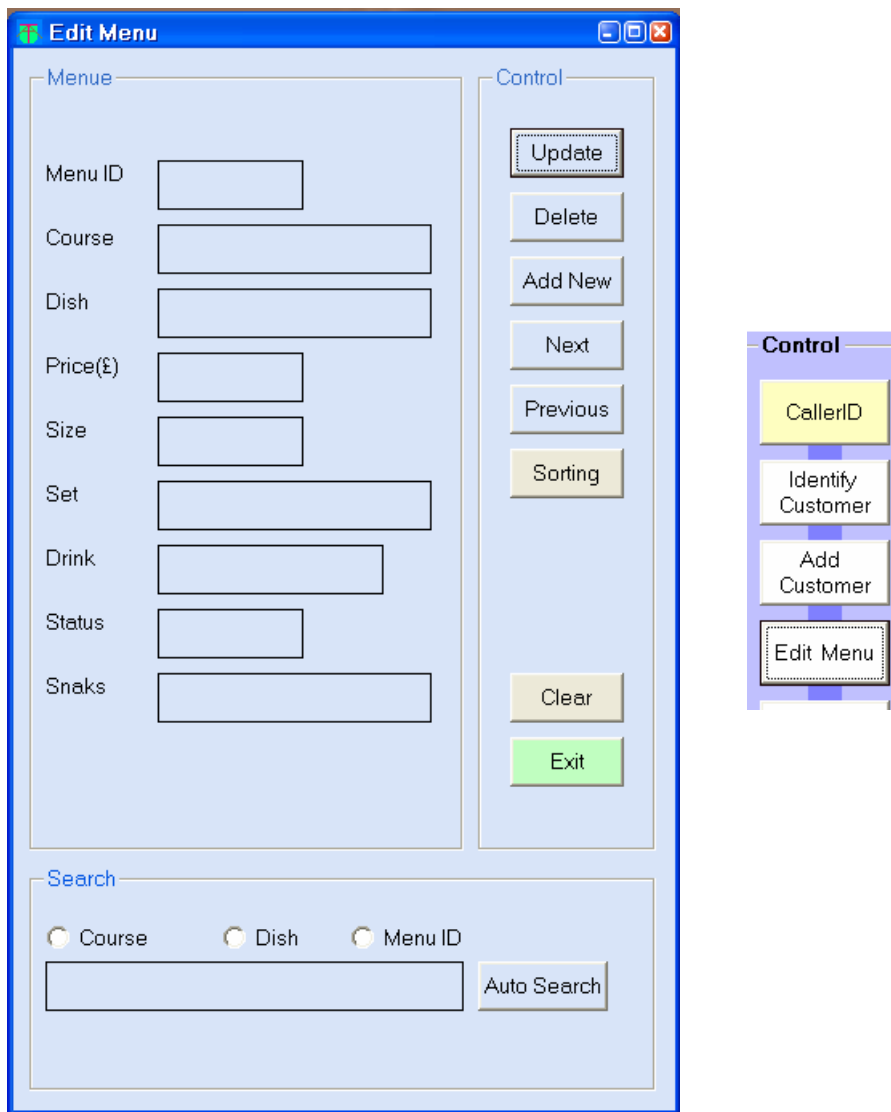 Edit Menu
Menue
Menu ID
Course
Dish
Price(£)
Size
Set
Drink
Status
Snaks
Control
Update
Delete
Add New
Next
Previous
Sorting
Clear
Exit
Search
Course Dish Menu ID
Auto Search
Control
CallerID
Identify
Customer
Add
Customer
Edit Menu